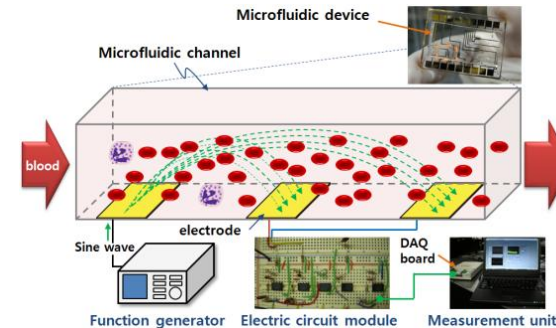 Microfluidic device
Microfluidic channel
blood
electrode
Sine wave
DAQ
board
Function generator
Electric circuit module
Measurement unit